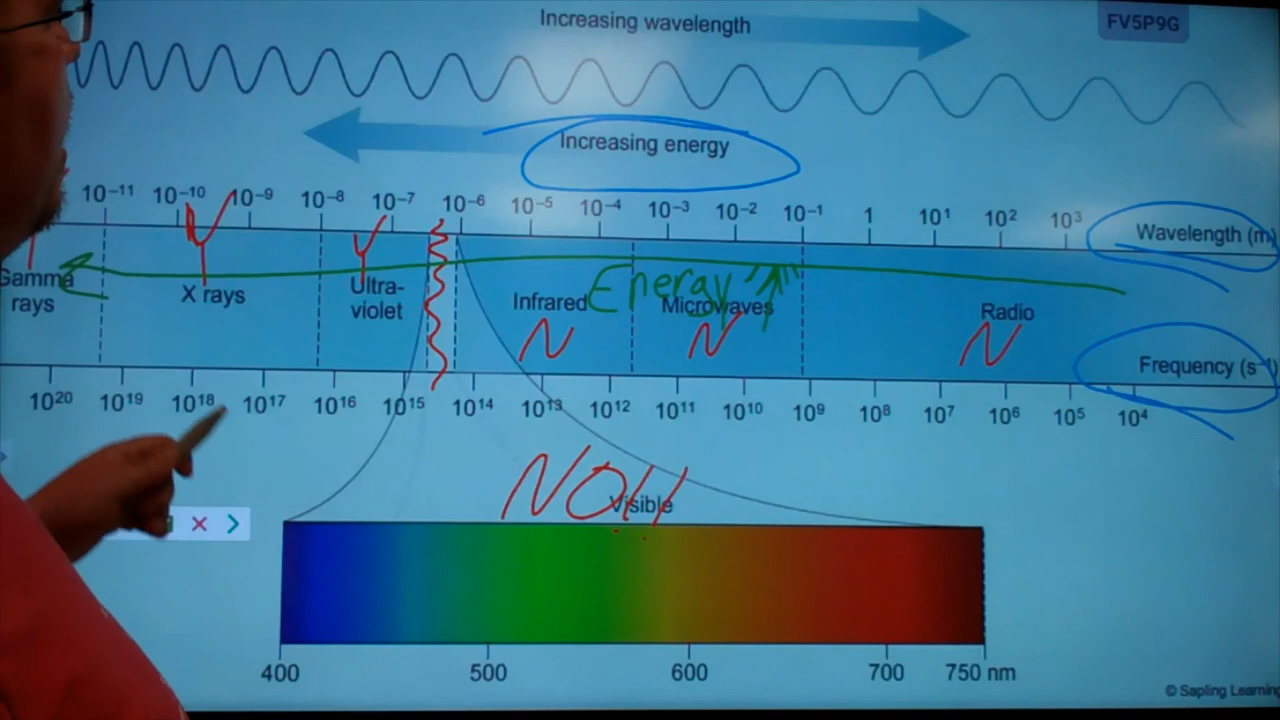 Increasing wavelength
FV5P9G
Increasing energy
10⁻¹¹ 10⁻¹⁰ 10⁻⁹ 10⁻⁸ 10⁻⁷ 10⁻⁶ 10⁻⁵ 10⁻⁴ 10⁻³ 10⁻² 10⁻¹ 1 10¹ 10² 10³ Wavelength (m)
Y Y
Energy "↑"
Gamma rays X rays Ultra-violet Infrared Microwaves Radio
N N N
Frequency (s⁻¹)
10²⁰ 10¹⁹ 10¹⁸ 10¹⁷ 10¹⁶ 10¹⁵ 10¹⁴ 10¹³ 10¹² 10¹¹ 10¹⁰ 10⁹ 10⁸ 10⁷ 10⁶ 10⁵ 10⁴
NO!!
Visible
400 500 600 700 750 nm
© Sapling Learning